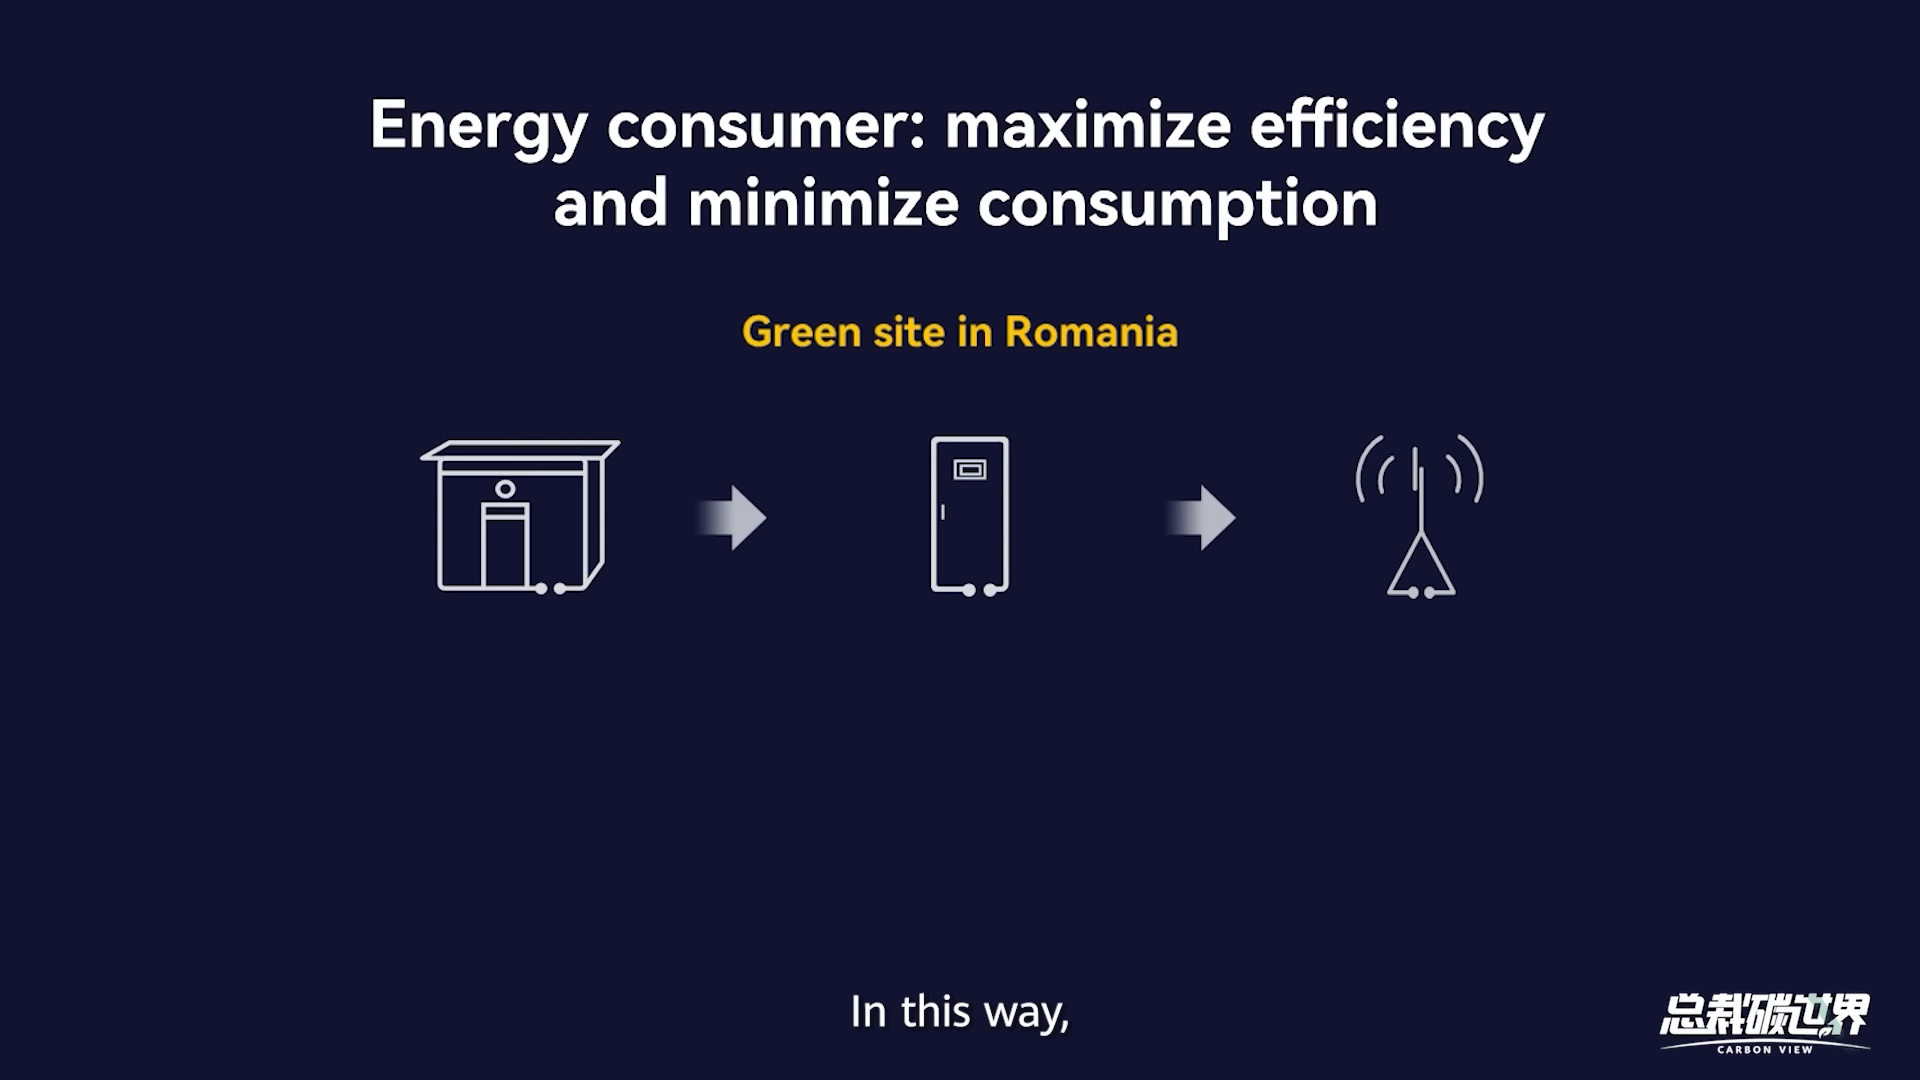 Energy consumer: maximize efficiency
and minimize consumption
Green site in Romania
In this way,
总裁碳世界
CARBON VIEW